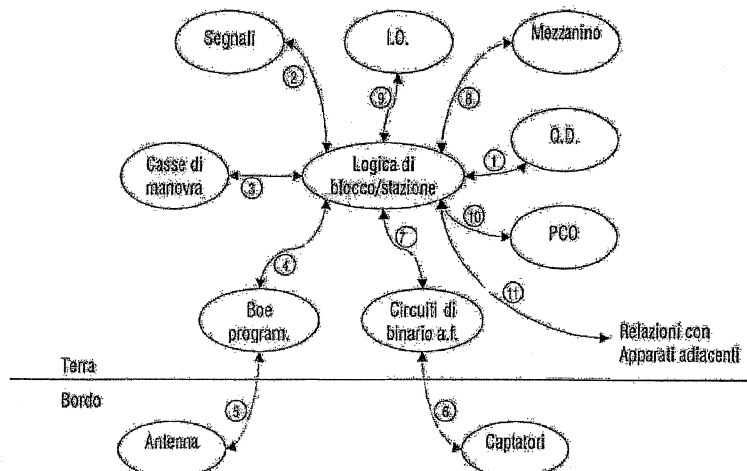 Segnali
I.O.
Mezzanino
2
9
8
Casse di
manovra
3
Logica di
blocco/stazione
1
O.D.
10
PCO
4
7
11
Boe
program.
Circuiti di
binario a.f.
Relazioni con
Apparati adiacenti
Terra
Bordo
5
6
Antenna
Captatori